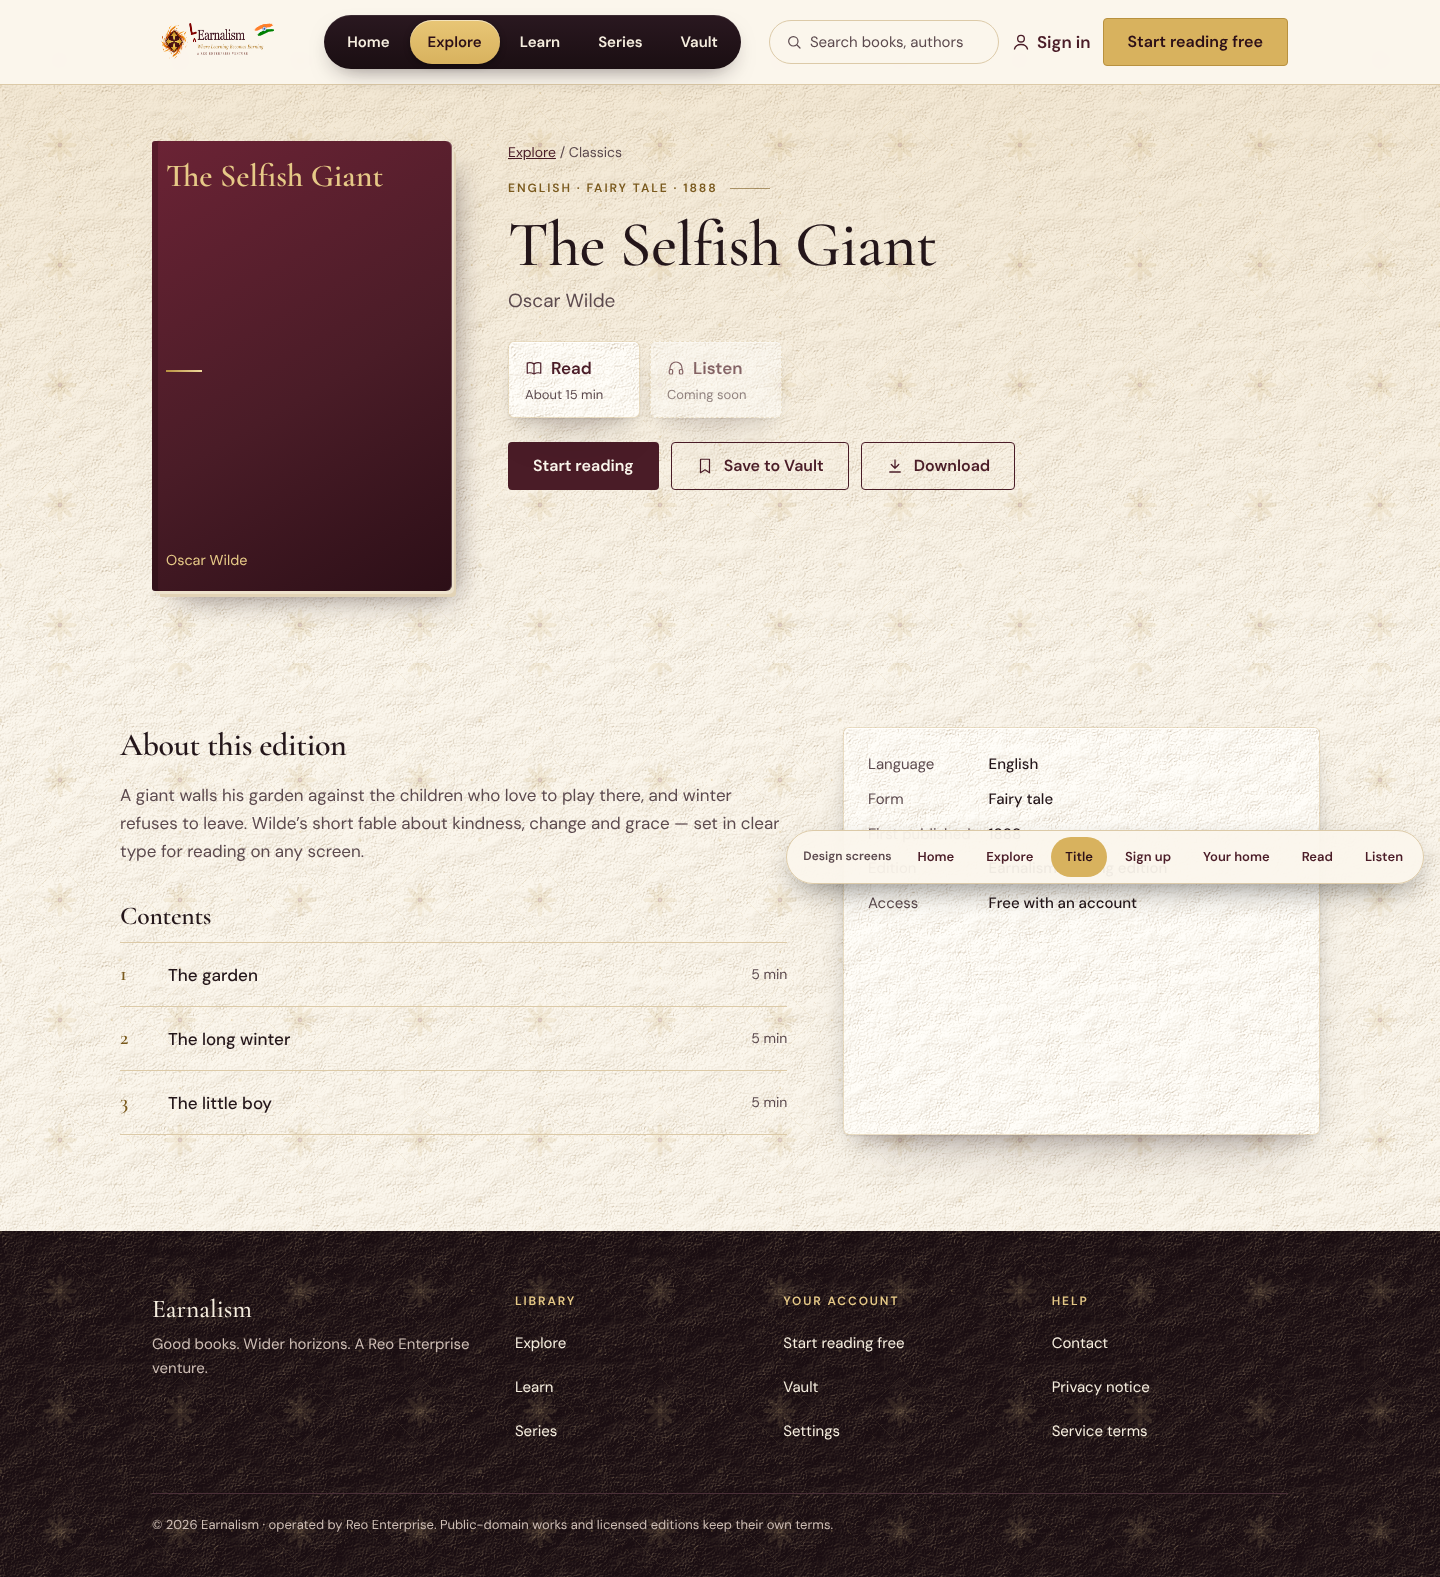 Earnalism
Where Learning Becomes Earning
Home
Explore
Learn
Series
Vault
Search books, authors
Sign in
Start reading free
The Selfish Giant
Oscar Wilde
Explore / Classics
ENGLISH · FAIRY TALE · 1888
The Selfish Giant
Oscar Wilde
Read
About 15 min
Listen
Coming soon
Start reading
Save to Vault
Download
About this edition
A giant walls his garden against the children who love to play there, and winter
refuses to leave. Wilde’s short fable about kindness, change and grace — set in clear
type for reading on any screen.
Contents
1 The garden 5 min
2 The long winter 5 min
3 The little boy 5 min
Language English
Form Fairy tale
Design screens
Home
Explore
Title
Sign up
Your home
Read
Listen
Access Free with an account
Earnalism
Good books. Wider horizons. A Reo Enterprise
venture.
LIBRARY
Explore
Learn
Series
YOUR ACCOUNT
Start reading free
Vault
Settings
HELP
Contact
Privacy notice
Service terms
© 2026 Earnalism · operated by Reo Enterprise. Public-domain works and licensed editions keep their own terms.